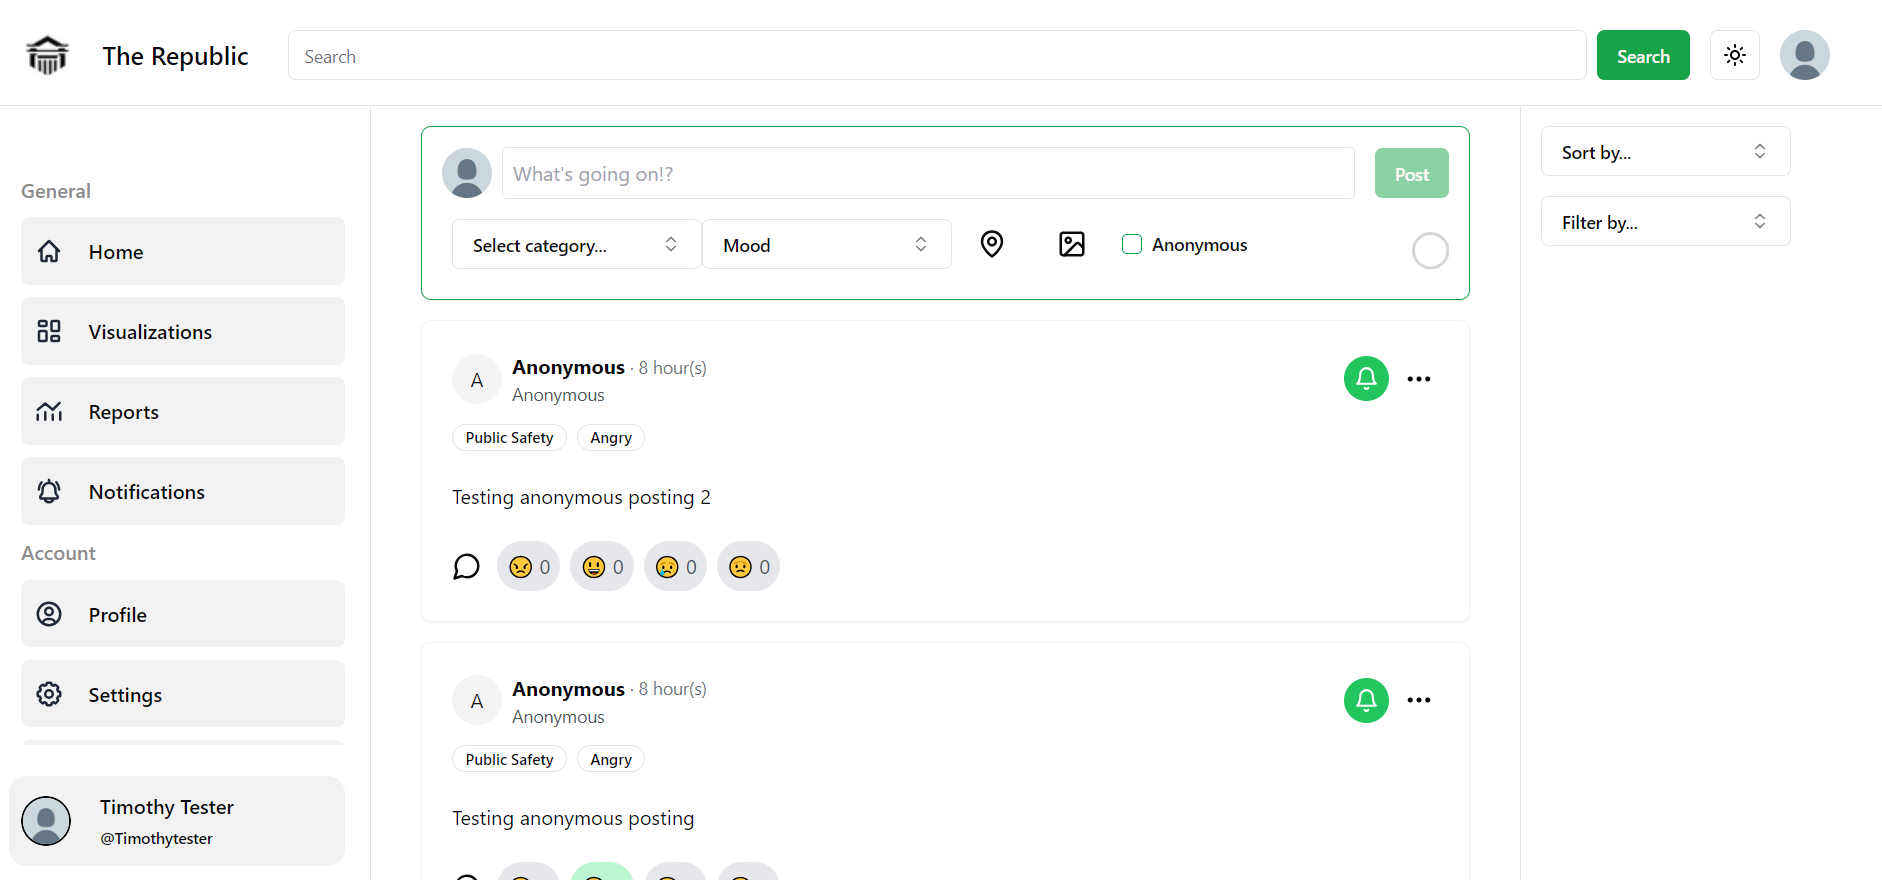 The Republic
Search
Search
General
Home
Visualizations
Reports
Notifications
Account
Profile
Settings
Timothy Tester
@Timothytester
What's going on!?
Post
Select category...
Mood
Anonymous
A
Anonymous · 8 hour(s)
Anonymous
Public Safety
Angry
Testing anonymous posting 2
0
0
0
0
A
Anonymous · 8 hour(s)
Anonymous
Public Safety
Angry
Testing anonymous posting
Sort by...
Filter by...